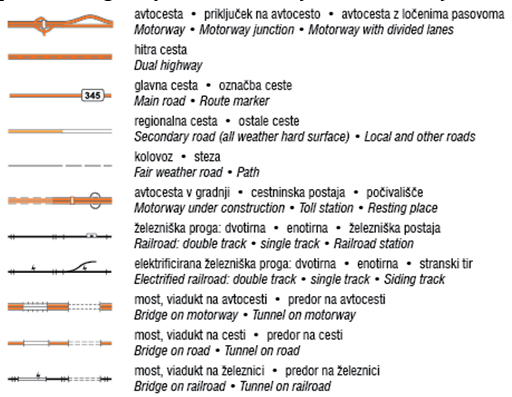 avtocesta • priključek na avtocesto • avtocesta z ločenima pasovoma
Motorway • Motorway junction • Motorway with divided lanes
hitra cesta
Dual highway
glavna cesta • označba ceste
345
Main road • Route marker
regionalna cesta • ostale ceste
Secondary road (all weather hard surface) • Local and other roads
kolovoz • steza
Fair weather road • Path
avtocesta v gradnji • cestninska postaja • počivališče
Motorway under construction • Toll station • Resting place
železniška proga: dvotirna • enotirna • železniška postaja
Railroad: double track • single track • Railroad station
elektrificirana železniška proga: dvotirna • enotirna • stranski tir
Electrified railroad: double track • single track • Siding track
most, viadukt na avtocesti • predor na avtocesti
Bridge on motorway • Tunnel on motorway
most, viadukt na cesti • predor na cesti
Bridge on road • Tunnel on road
most, viadukt na železnici • predor na železnici
Bridge on railroad • Tunnel on railroad